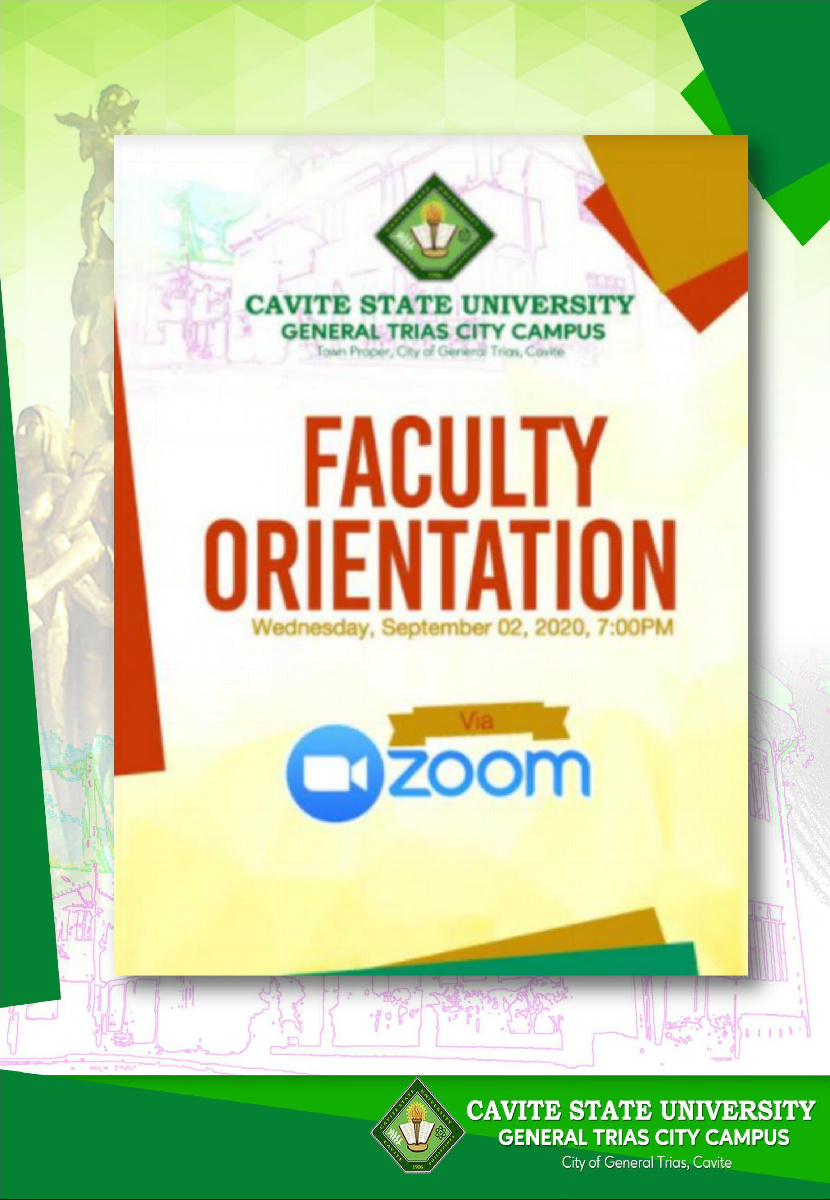 CAVITE STATE UNIVERSITY
GENERAL TRIAS CITY CAMPUS
Town Proper, City of General Trias, Cavite
FACULTY
ORIENTATION
Wednesday, September 02, 2020, 7:00PM
Via
zoom
1906
CAVITE STATE UNIVERSITY
GENERAL TRIAS CITY CAMPUS
City of General Trias, Cavite